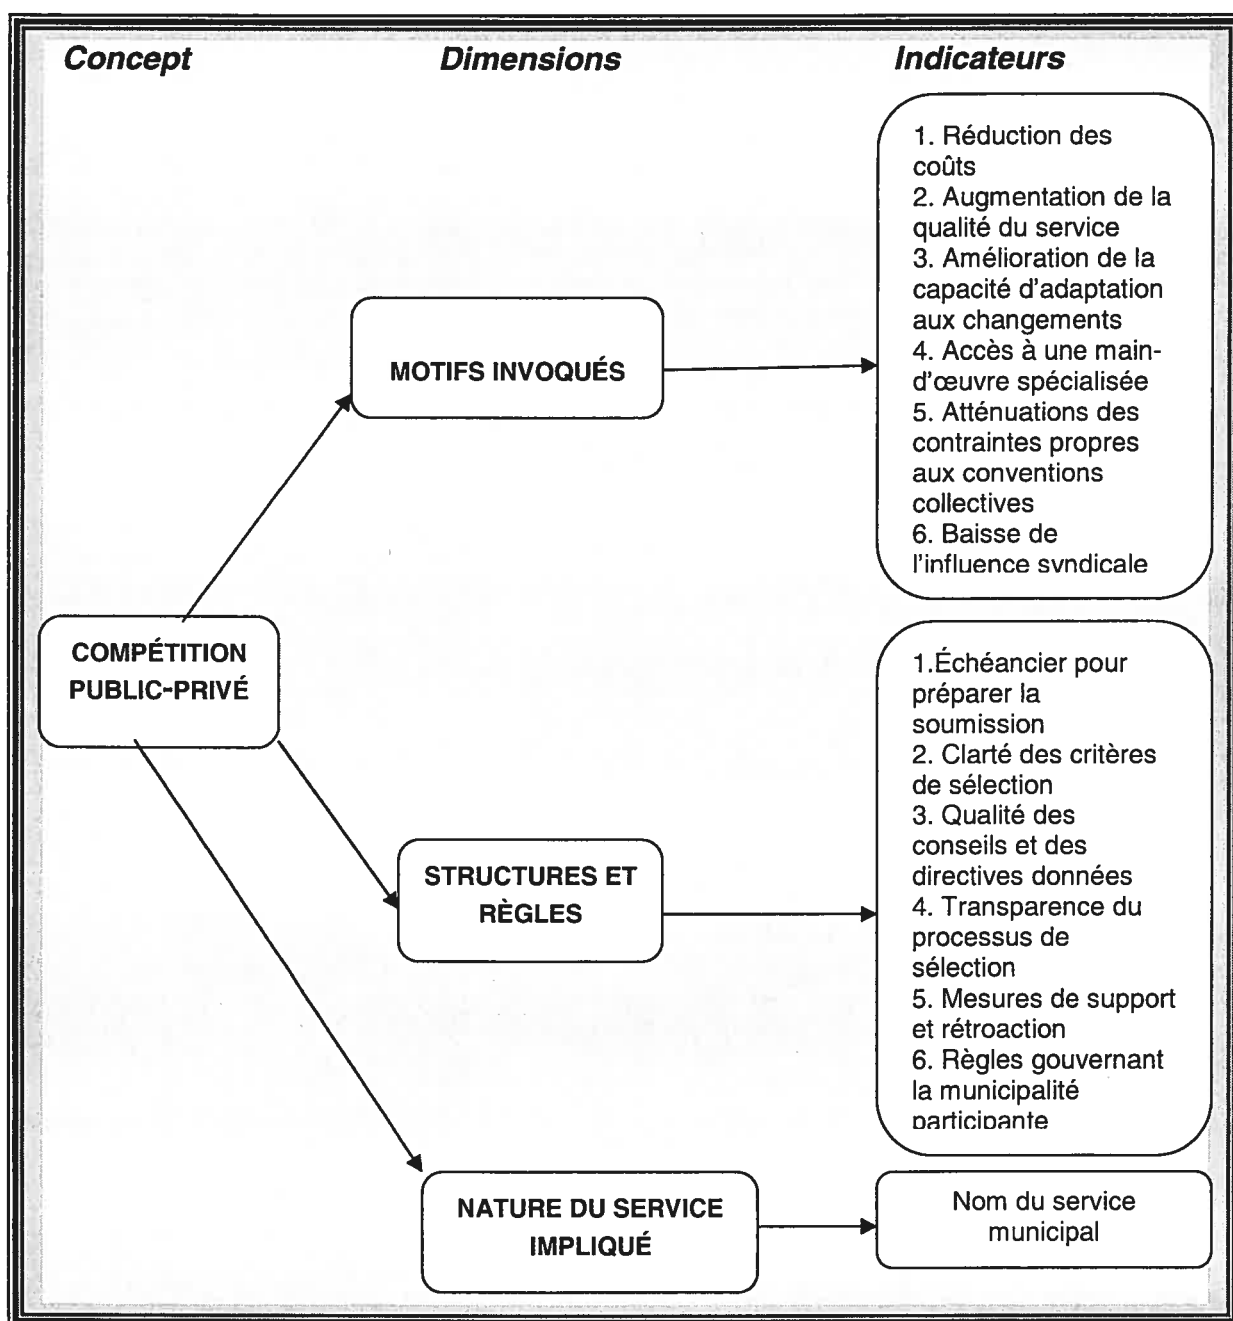 Concept Dimensions Indicateurs
1. Réduction des
coûts
2. Augmentation de la
qualité du service
3. Amélioration de la
capacité d'adaptation
aux changements
4. Accès à une main-
d'œuvre spécialisée
5. Atténuations des
contraintes propres
aux conventions
collectives
6. Baisse de
l'influence syndicale
MOTIFS INVOQUÉS
COMPÉTITION
PUBLIC-PRIVÉ
1.Échéancier pour
préparer la
soumission
2. Clarté des critères
de sélection
3. Qualité des
conseils et des
directives données
4. Transparence du
processus de
sélection
5. Mesures de support
et rétroaction
6. Règles gouvernant
la municipalité
participante
STRUCTURES ET
RÈGLES
NATURE DU SERVICE
IMPLIQUÉ
Nom du service
municipal